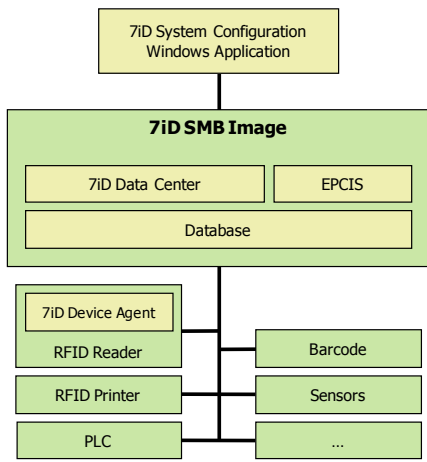 7iD System Configuration
Windows Application
7iD SMB Image
7iD Data Center
EPCIS
Database
7iD Device Agent
RFID Reader
Barcode
RFID Printer
Sensors
PLC
...